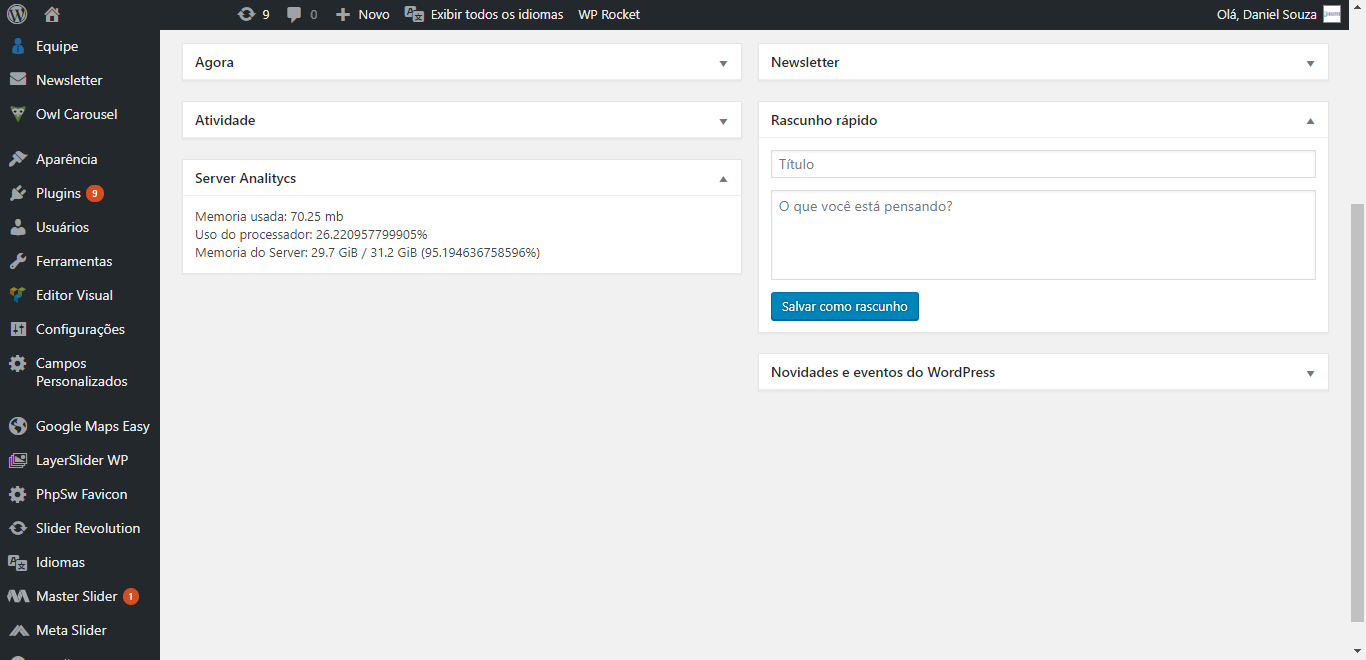 9
0
Novo
Exibir todos os idiomas
WP Rocket
Olá, Daniel Souza
Equipe
Newsletter
Owl Carousel
Aparência
Plugins 9
Usuários
Ferramentas
Editor Visual
Configurações
Campos
Personalizados
Google Maps Easy
LayerSlider WP
PhpSw Favicon
Slider Revolution
Idiomas
Master Slider 1
Meta Slider
Agora
Atividade
Server Analitycs
Memoria usada: 70.25 mb
Uso do processador: 26.220957799905%
Memoria do Server: 29.7 GiB / 31.2 GiB (95.194636758596%)
Newsletter
Rascunho rápido
Título
O que você está pensando?
Salvar como rascunho
Novidades e eventos do WordPress